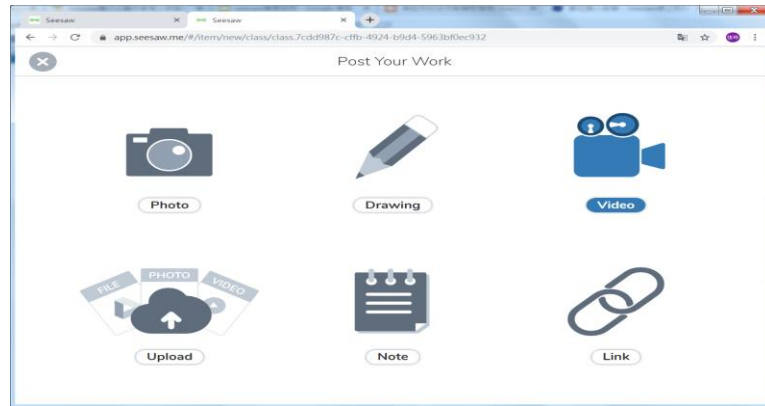 Seesaw
Seesaw
app.seesaw.me/#/item/new/class/class.7cdd987c-cffb-4924-b9d4-5963bf0ec932
Post Your Work
Photo
Drawing
Video
FILE
PHOTO
VIDEO
Upload
Note
Link